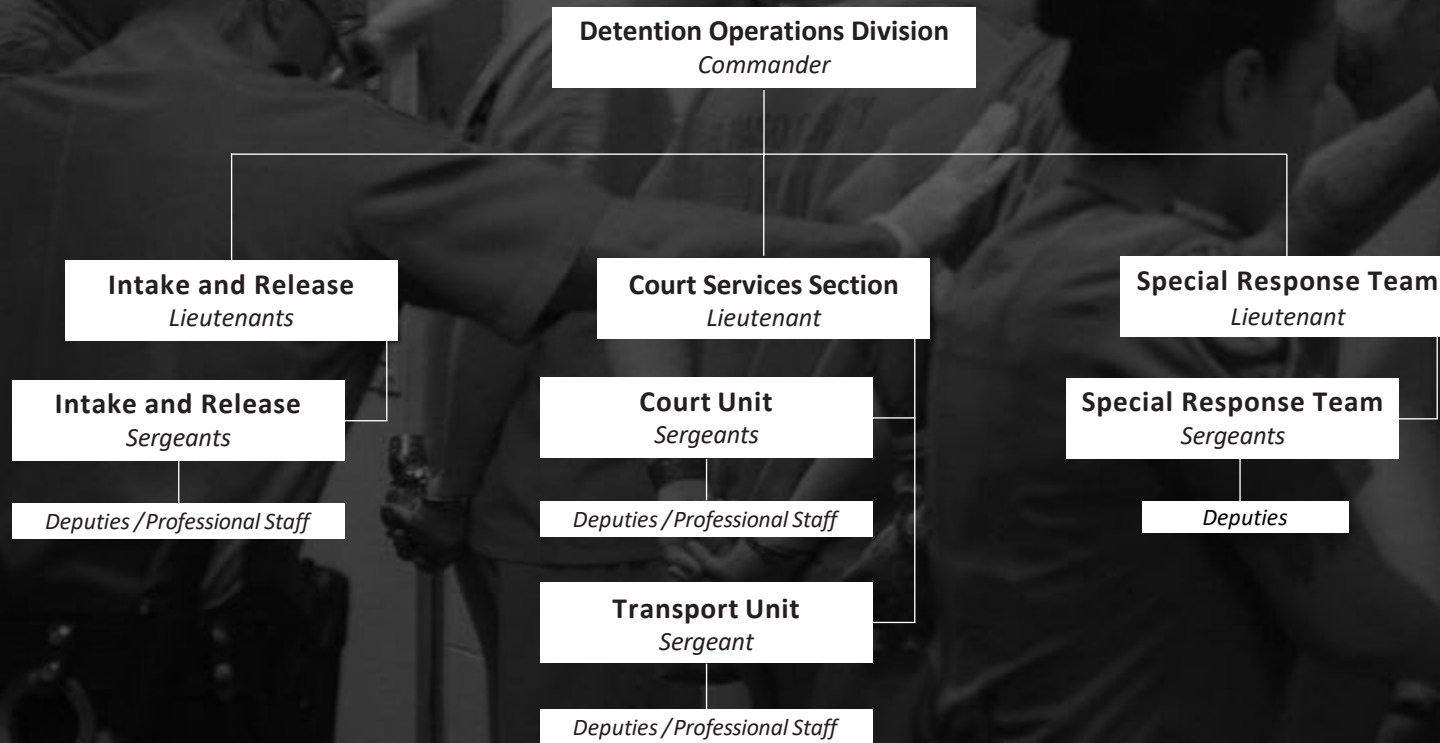 Detention Operations Division
Commander
Intake and Release
Lieutenants
Court Services Section
Lieutenant
Special Response Team
Lieutenant
Intake and Release
Sergeants
Court Unit
Sergeants
Special Response Team
Sergeants
Deputies / Professional Staff
Deputies / Professional Staff
Deputies
Transport Unit
Sergeant
Deputies / Professional Staff